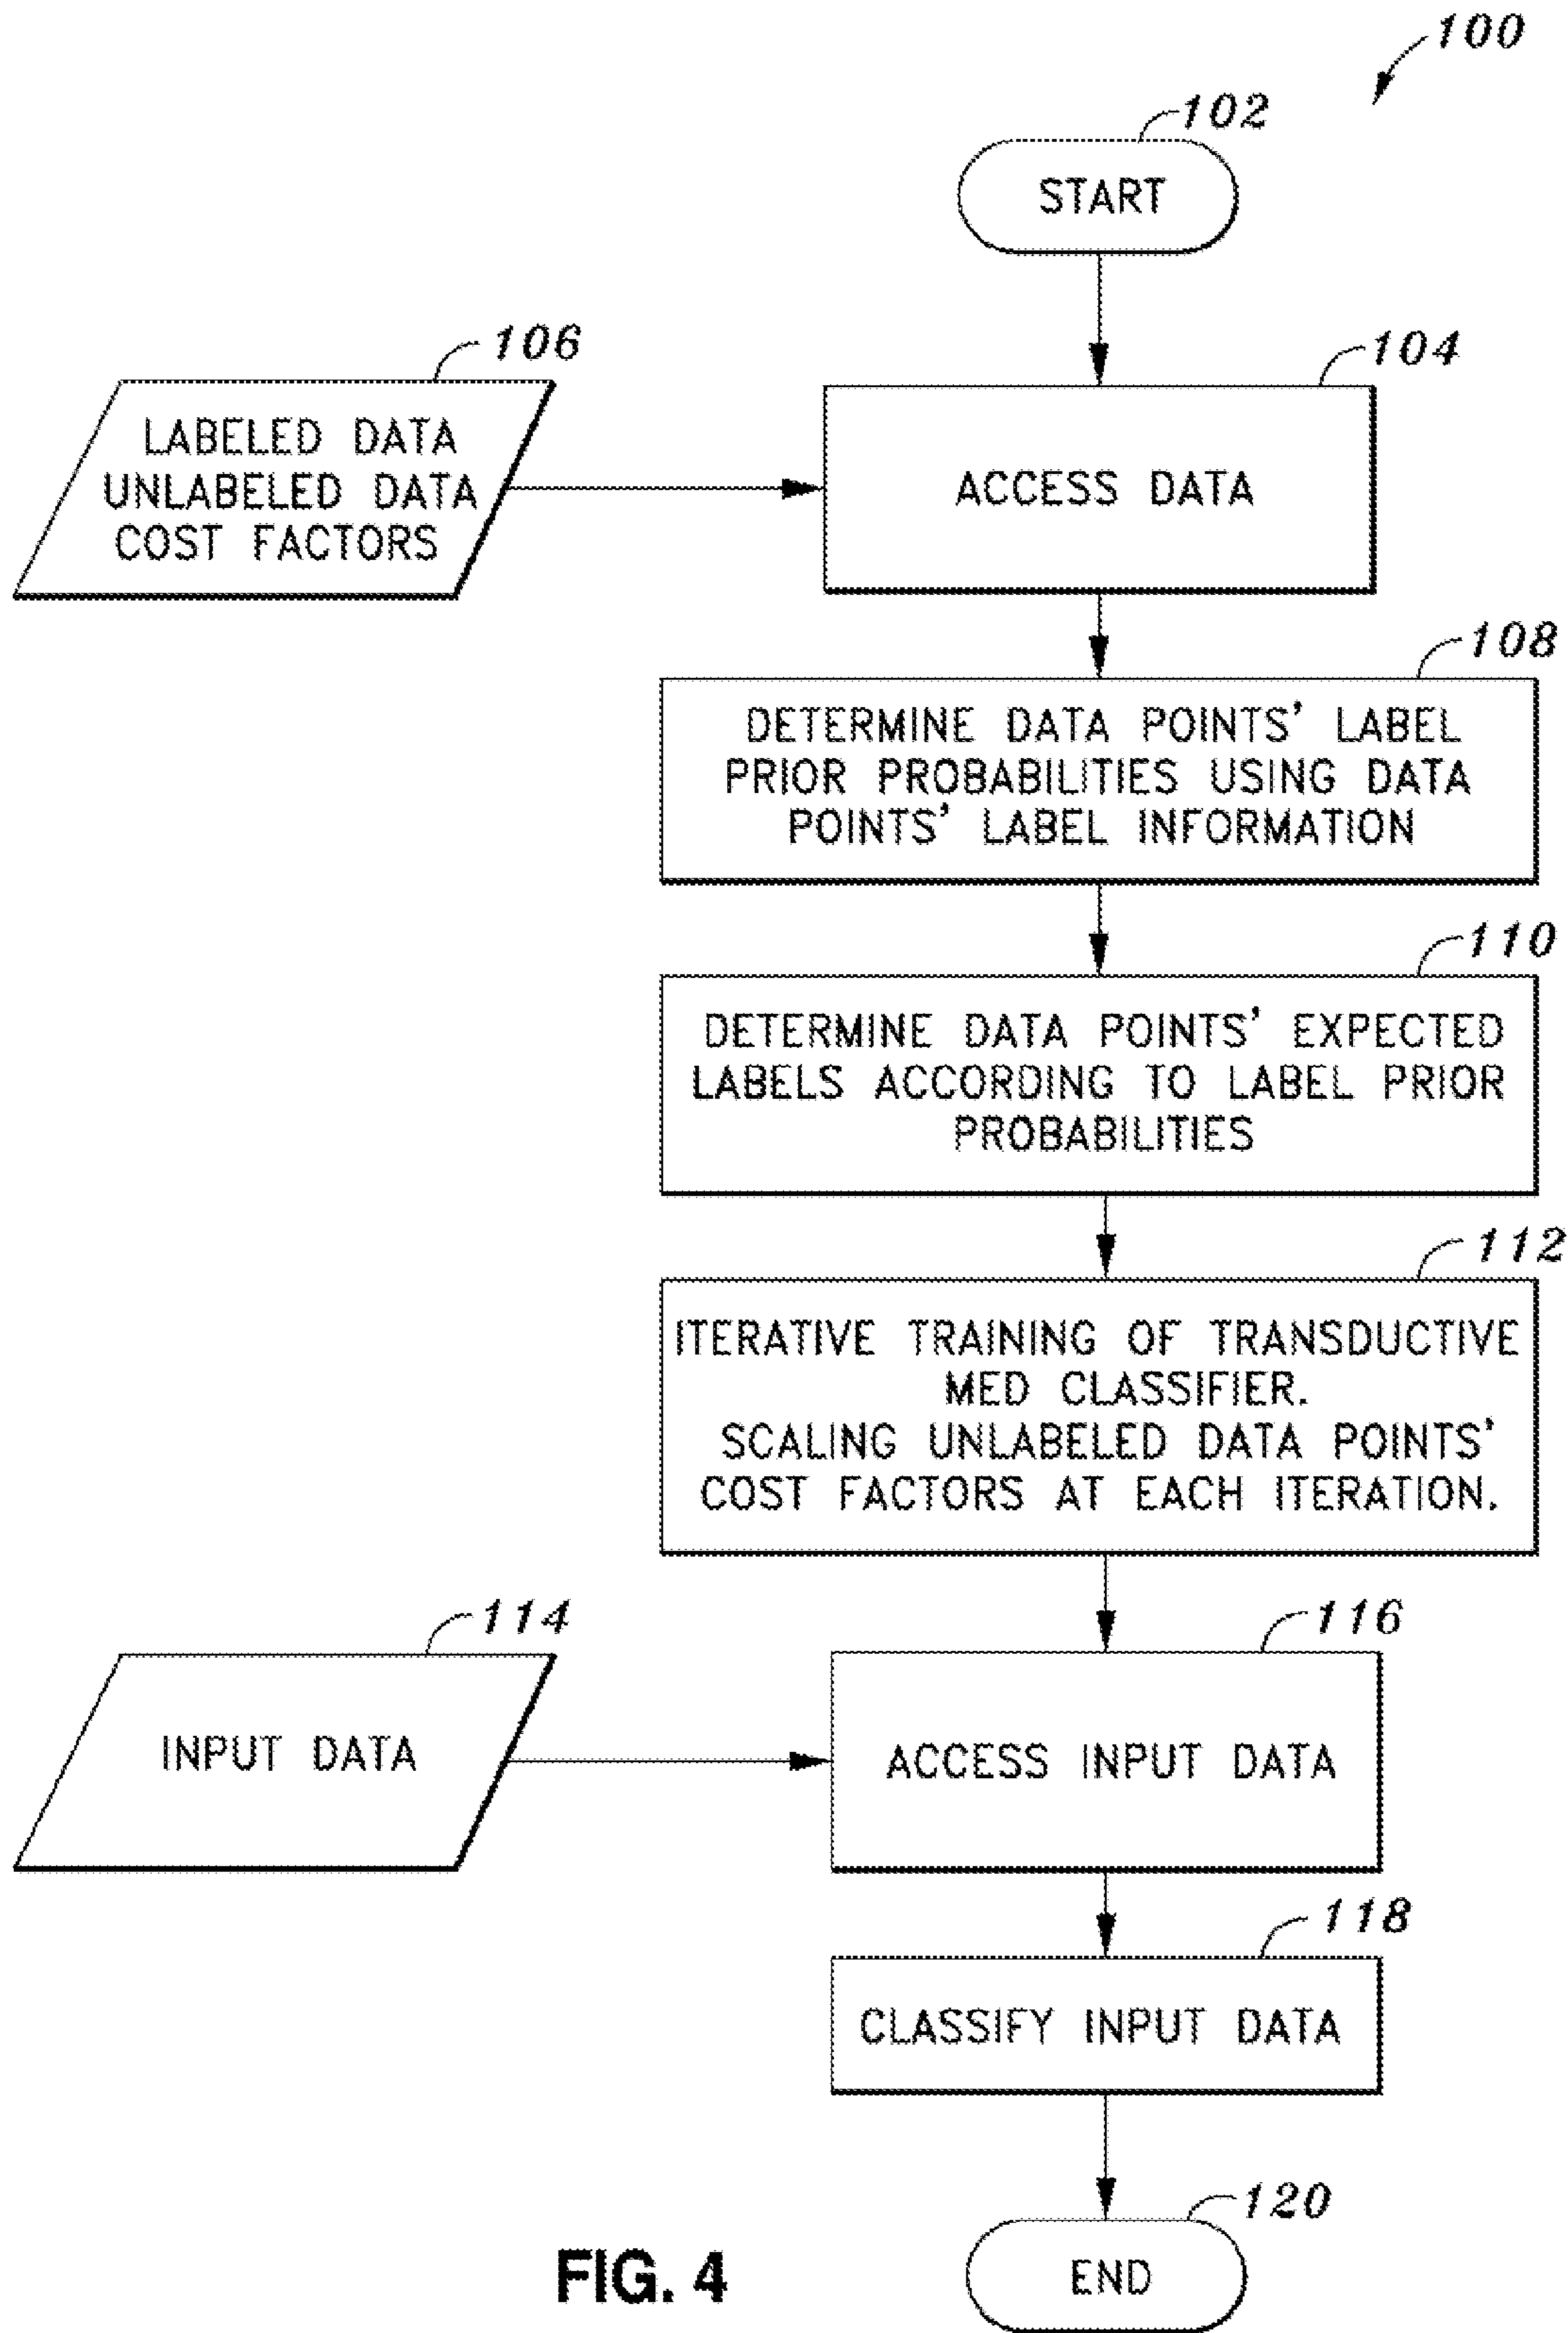 100
102
START
106
LABELED DATA
UNLABELED DATA
COST FACTORS
104
ACCESS DATA
108
DETERMINE DATA POINTS' LABEL
PRIOR PROBABILITIES USING DATA
POINTS' LABEL INFORMATION
110
DETERMINE DATA POINTS' EXPECTED
LABELS ACCORDING TO LABEL PRIOR
PROBABILITIES
112
ITERATIVE TRAINING OF TRANSDUCTIVE
MED CLASSIFIER.
SCALING UNLABELED DATA POINTS'
COST FACTORS AT EACH ITERATION.
114
INPUT DATA
116
ACCESS INPUT DATA
118
CLASSIFY INPUT DATA
120
END
FIG. 4